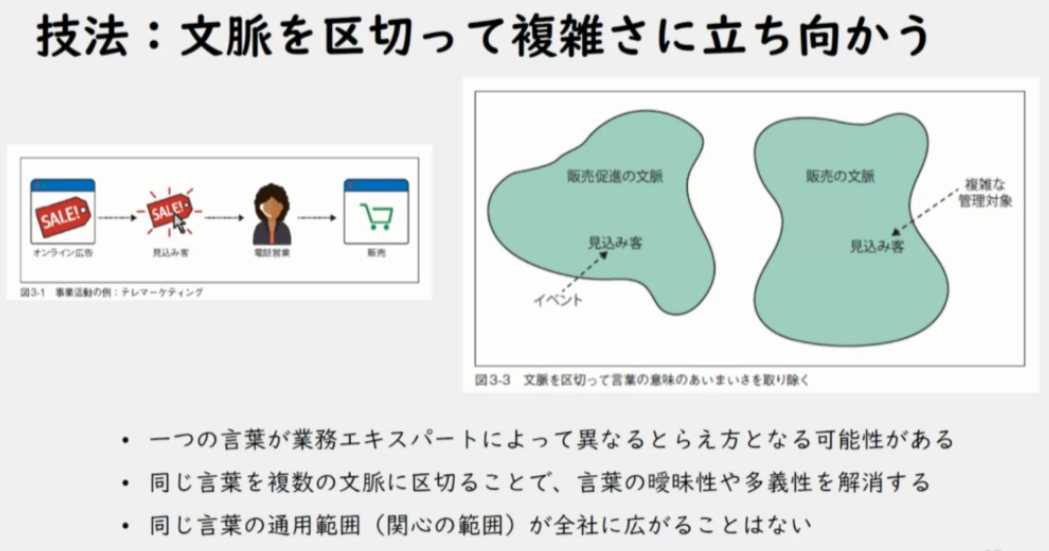 技法：文脈を区切って複雑さに立ち向かう
SALE!
SALE!
オンライン広告
見込み客
電話営業
販売
図3-1 事業活動の例：テレマーケティング
販売促進の文脈
見込み客
イベント
販売の文脈
見込み客
複雑な
管理対象
図3-3 文脈を区切って言葉の意味のあいまいさを取り除く
• 一つの言葉が業務エキスパートによって異なるとらえ方となる可能性がある
• 同じ言葉を複数の文脈に区切ることで、言葉の曖昧性や多義性を解消する
• 同じ言葉の通用範囲（関心の範囲）が全社に広がることはない